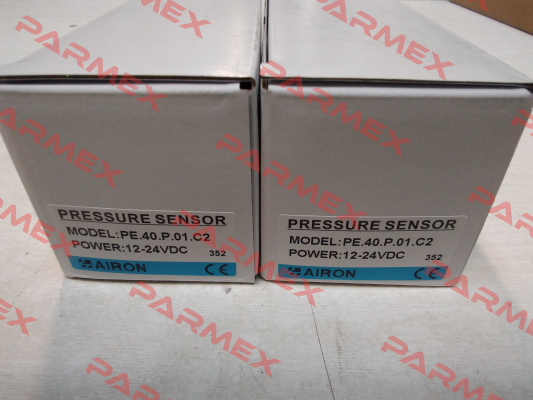 PRESSURE SENSOR
MODEL:PE.40.P.01.C2
POWER:12-24VDC 352
AIRON CE
PRESSURE SENSOR
MODEL:PE.40.P.01.C2
POWER:12-24VDC 352
AIRON CE
PARMEX
PARMEX
PARMEX
PARMEX
PARMEX
PARMEX
PARMEX
PARMEX